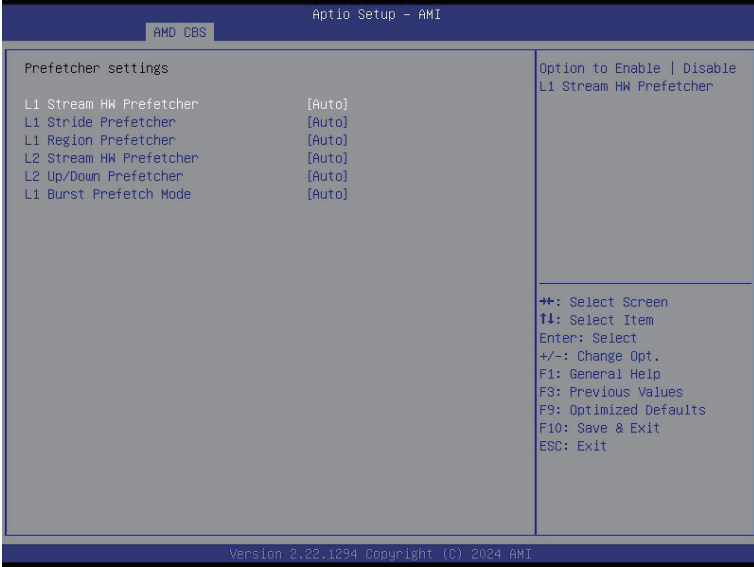 Aptio Setup – AMI
AMD CBS
Prefetcher settings
L1 Stream HW Prefetcher [Auto]
L1 Stride Prefetcher [Auto]
L1 Region Prefetcher [Auto]
L2 Stream HW Prefetcher [Auto]
L2 Up/Down Prefetcher [Auto]
L1 Burst Prefetch Mode [Auto]
Option to Enable | Disable
L1 Stream HW Prefetcher
→←: Select Screen
↑↓: Select Item
Enter: Select
+/-: Change Opt.
F1: General Help
F3: Previous Values
F9: Optimized Defaults
F10: Save & Exit
ESC: Exit
Version 2.22.1294 Copyright (C) 2024 AMI